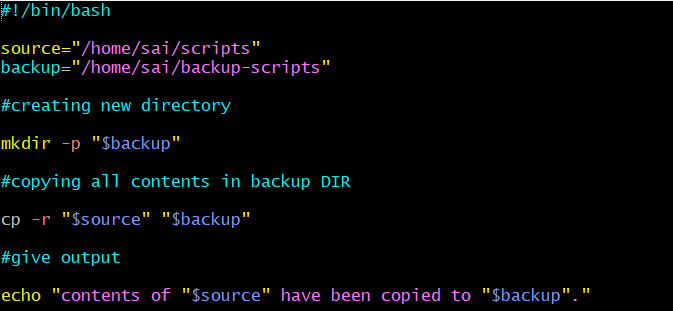 #!/bin/bash
source="/home/sai/scripts"
backup="/home/sai/backup-scripts"
#creating new directory
mkdir -p "$backup"
#copying all contents in backup DIR
cp -r "$source" "$backup"
#give output
echo "contents of "$source" have been copied to "$backup"."